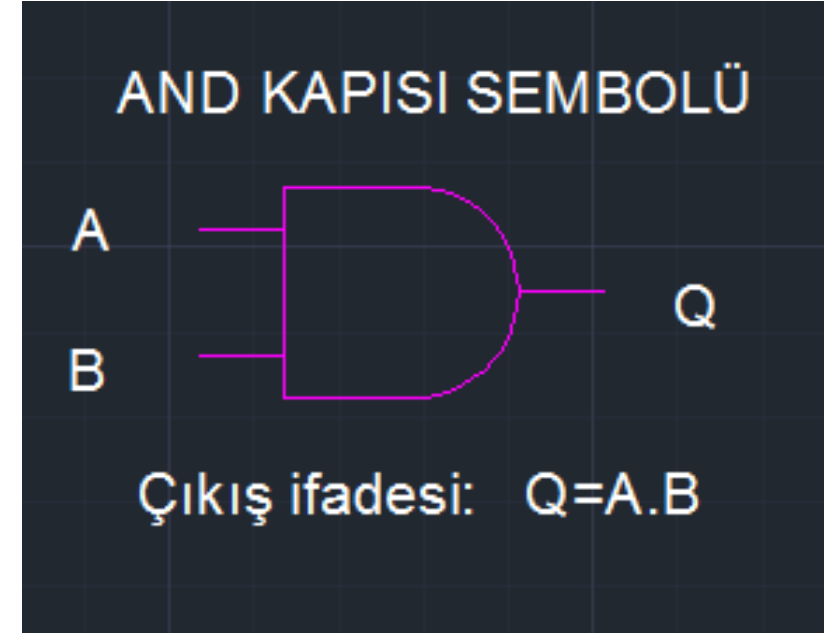 AND KAPISI SEMBOLÜ
A
B
Q
Çıkış ifadesi: Q=A.B